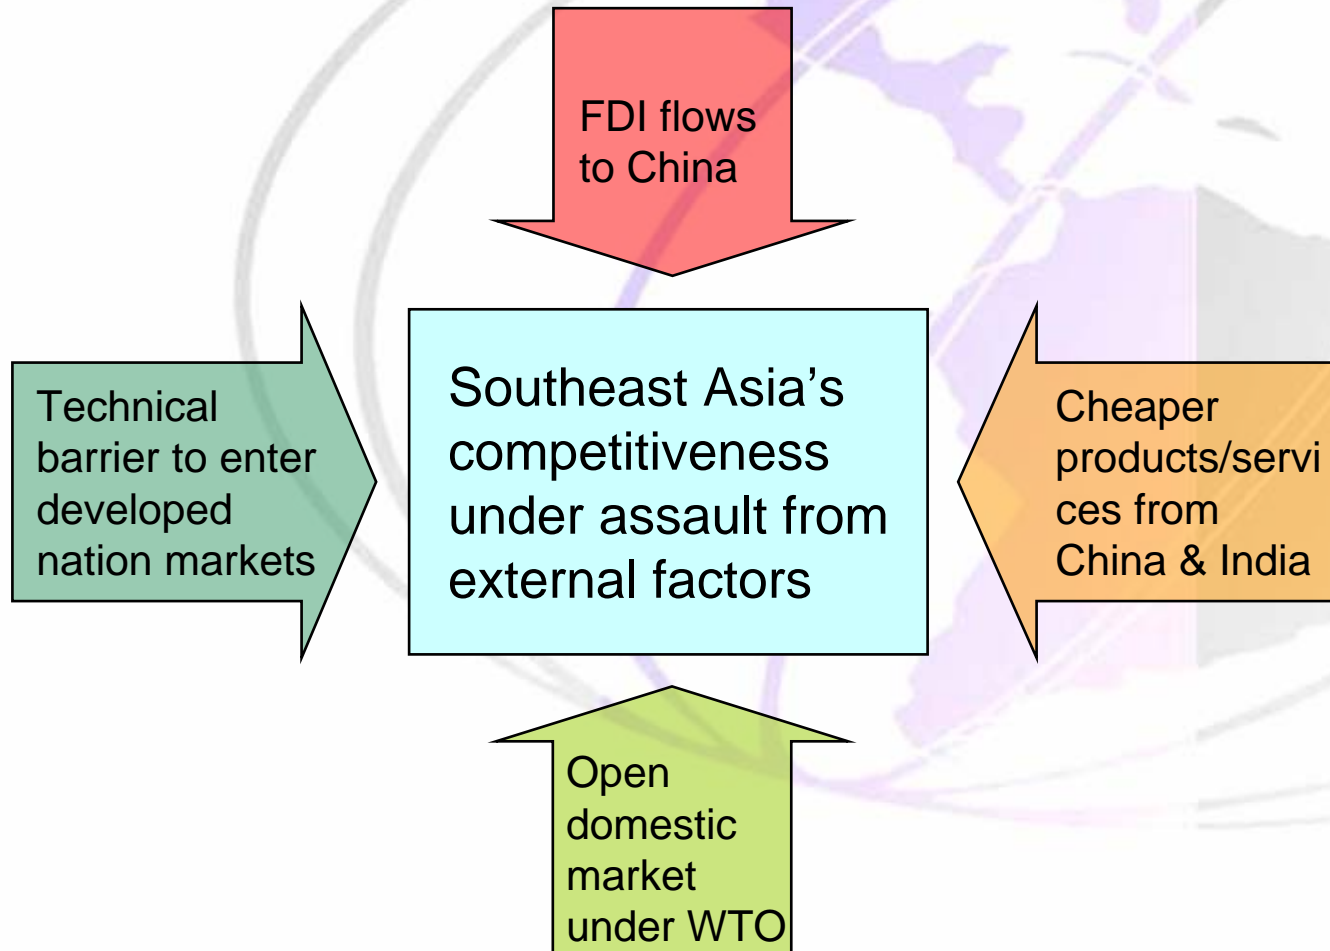 FDI flows
to China
Technical
barrier to enter
developed
nation markets
Southeast Asia’s
competitiveness
under assault from
external factors
Cheaper
products/servi
ces from
China & India
Open
domestic
market
under WTO